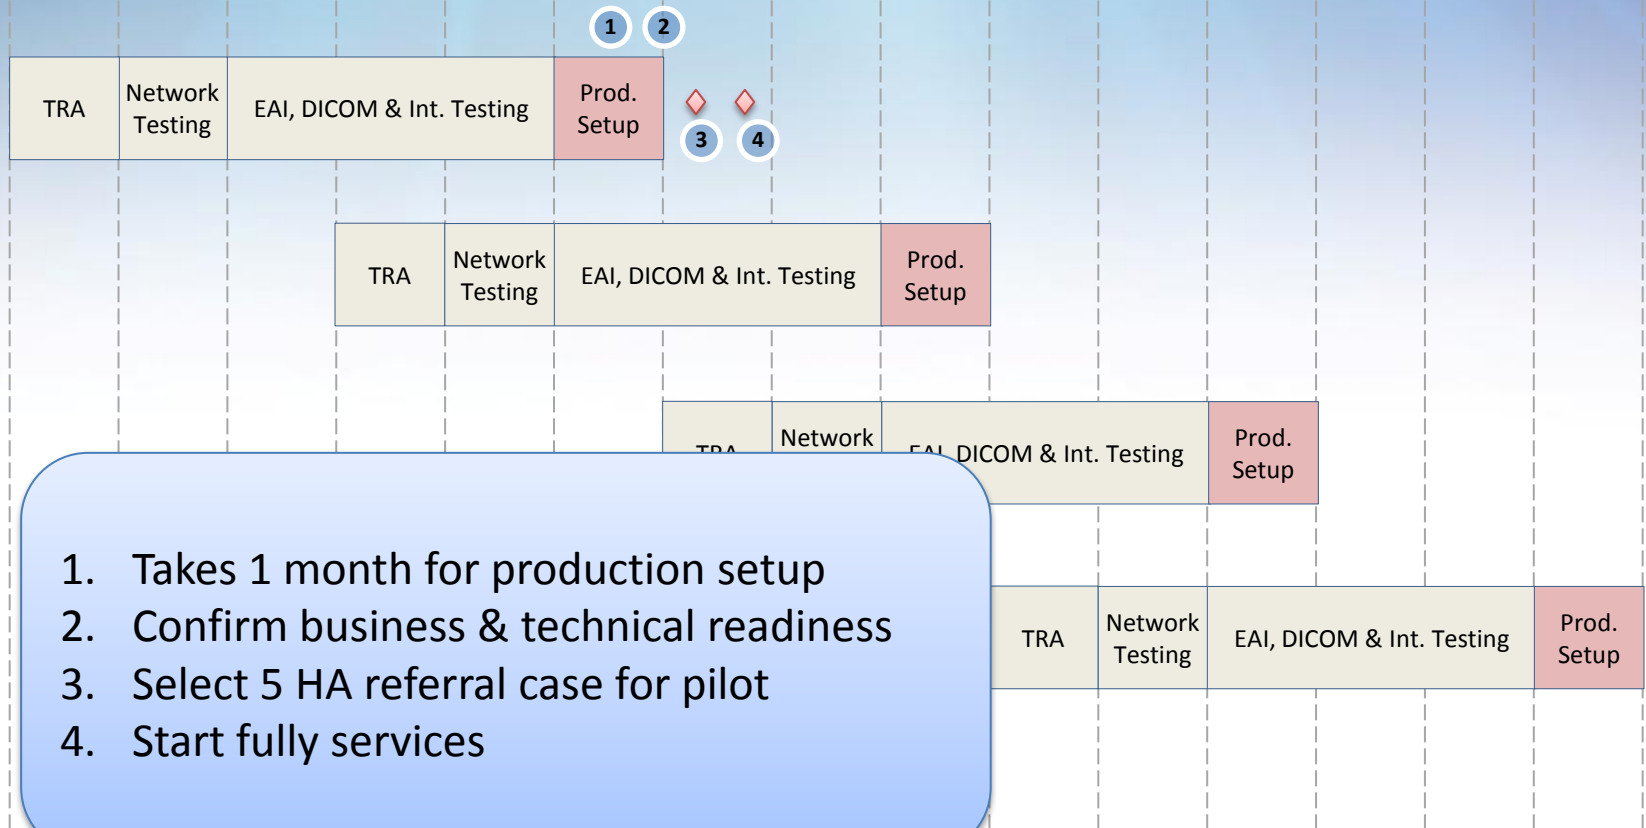 1 2
TRA
Network
Testing
EAI, DICOM & Int. Testing
Prod.
Setup
3 4
TRA
Network
Testing
EAI, DICOM & Int. Testing
Prod.
Setup
TRA
Network
EAI, DICOM & Int. Testing
Prod.
Setup
1. Takes 1 month for production setup
2. Confirm business & technical readiness
3. Select 5 HA referral case for pilot
4. Start fully services
TRA
Network
Testing
EAI, DICOM & Int. Testing
Prod.
Setup